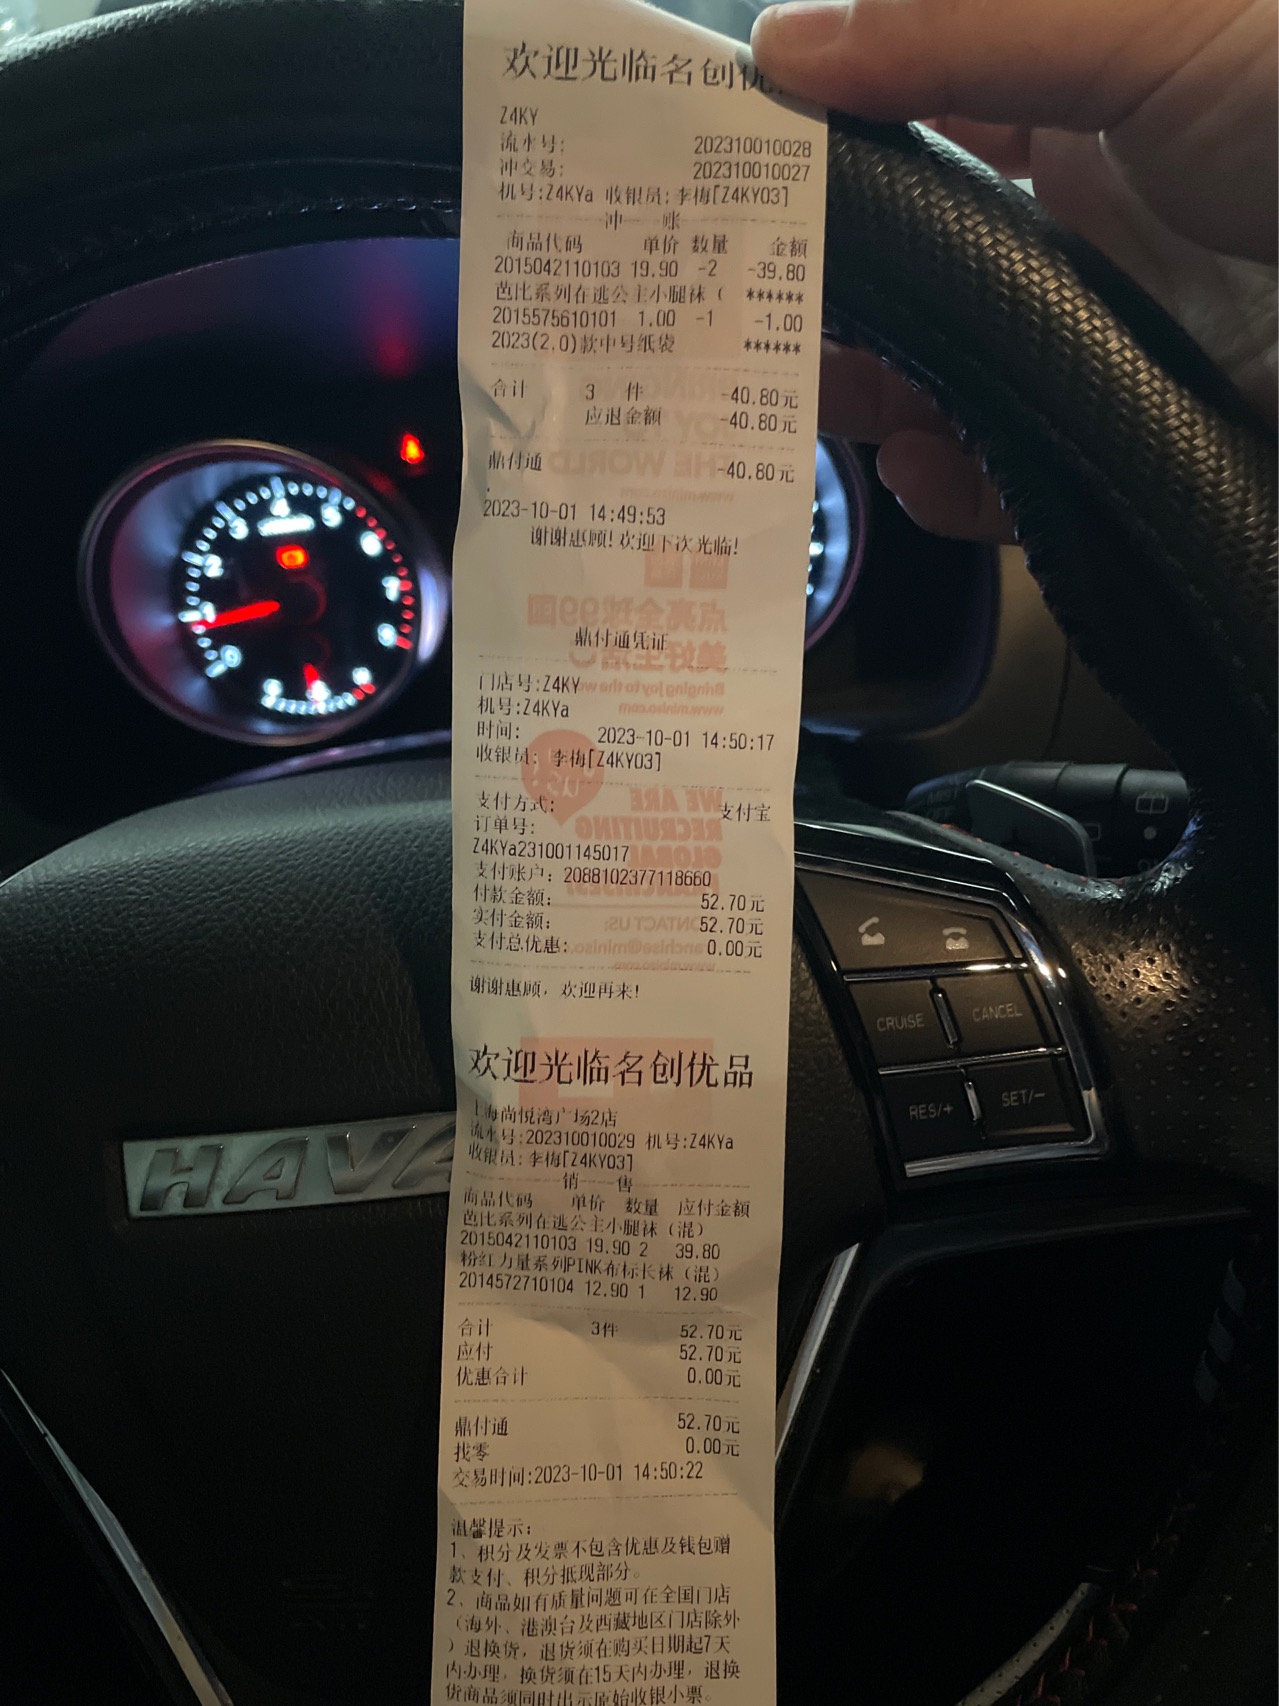 欢迎光临名创优
Z4KY
流水号: 202310010028
冲交易: 202310010027
机号:Z4KYa 收银员:李梅[Z4KY03]
冲 账
商品代码 单价 数量 金额
2015042110103 19.90 -2 -39.80
芭比系列在逃公主小腿袜( ******
2015575610101 1.00 -1 -1.00
2023(2.0)款中号纸袋 ******
合计 3 件 -40.80元
应退金额 -40.80元
鼎付通 -40.80元
2023-10-01 14:49:53
谢谢惠顾!欢迎下次光临!
鼎付通凭证
门店号:Z4KY
机号:Z4KYa
时间: 2023-10-01 14:50:17
收银员: 李梅[Z4KY03]
支付方式: 支付宝
订单号:
Z4KYa231001145017
支付账户: 2088102377118660
付款金额: 52.70元
实付金额: 52.70元
支付总优惠: 0.00元
谢谢惠顾，欢迎再来!
欢迎光临名创优品
上海尚悦湾广场2店
流水号:202310010029 机号:Z4KYa
收银员:李梅[Z4KY03]
销 售
商品代码 单价 数量 应付金额
芭比系列在逃公主小腿袜（混）
2015042110103 19.90 2 39.80
粉红力量系列PINK布标长袜（混）
2014572710104 12.90 1 12.90
合计 3件 52.70元
应付 52.70元
优惠合计 0.00元
鼎付通 52.70元
找零 0.00元
交易时间:2023-10-01 14:50:22
温馨提示:
1、积分及发票不包含优惠及钱包赠
款支付、积分抵现部分。
2、商品如有质量问题可在全国门店
（海外、港澳台及西藏地区门店除外
）退换货，退货须在购买日期起7天
内办理，换货须在15天内办理，退换
货商品须同时出示原始收银小票。
CRUISE CANCEL
RES/+ SET/-
HAVA